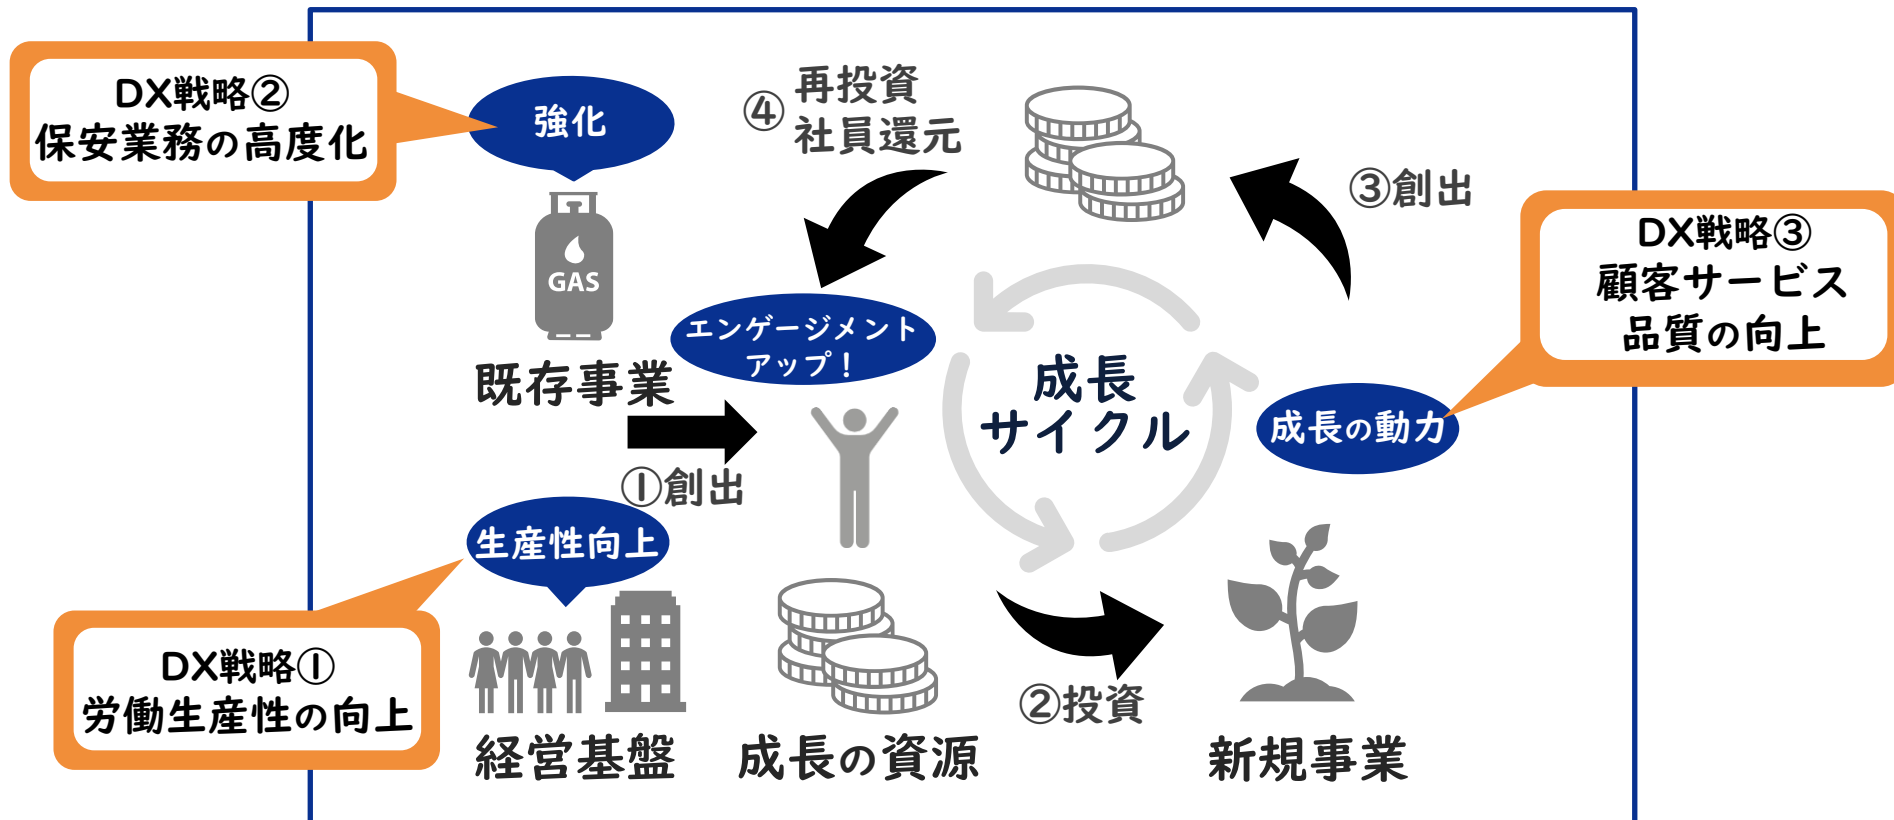 DX戦略②
保安業務の高度化
強化
GAS
既存事業
④
再投資
社員還元
③創出
DX戦略③
顧客サービス
品質の向上
エンゲージメント
アップ！
成長
サイクル
成長の動力
①創出
生産性向上
DX戦略①
労働生産性の向上
経営基盤
成長の資源
②投資
新規事業